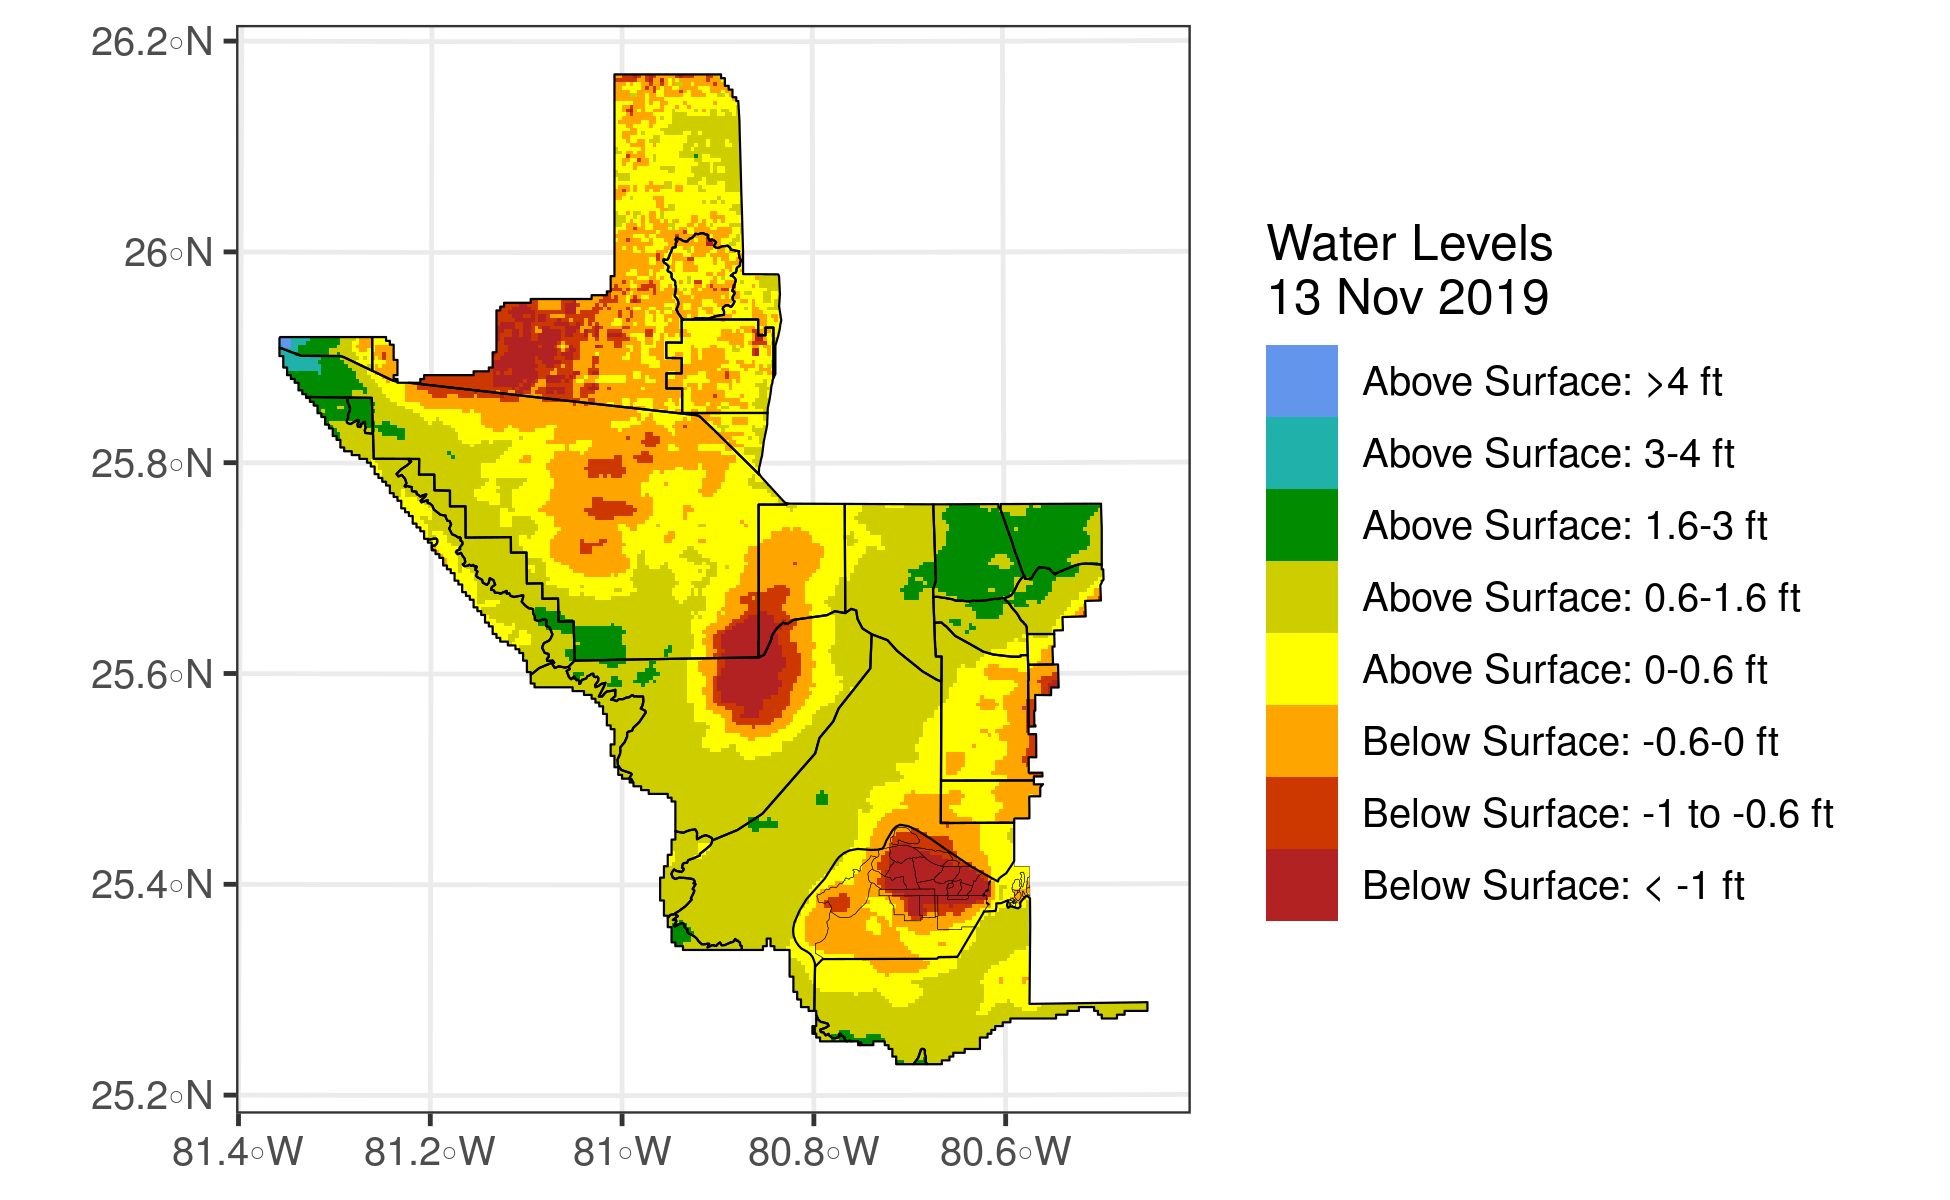 26.2°N
26°N
25.8°N
25.6°N
25.4°N
25.2°N
81.4°W 81.2°W 81°W 80.8°W 80.6°W
Water Levels
13 Nov 2019
Above Surface: >4 ft
Above Surface: 3-4 ft
Above Surface: 1.6-3 ft
Above Surface: 0.6-1.6 ft
Above Surface: 0-0.6 ft
Below Surface: -0.6-0 ft
Below Surface: -1 to -0.6 ft
Below Surface: < -1 ft